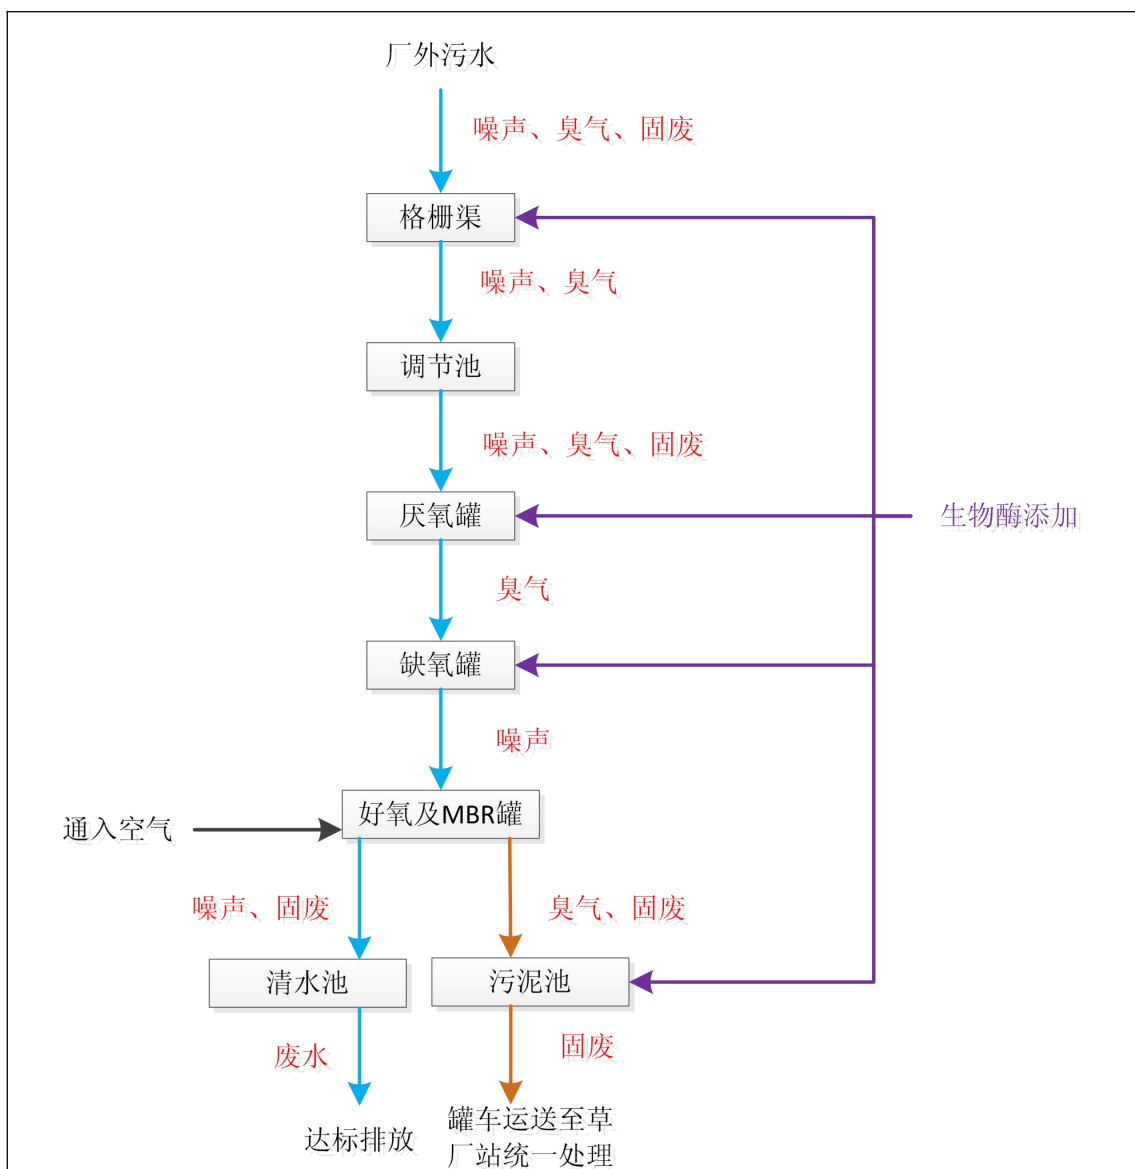 厂外污水
噪声、臭气、固废
格栅渠
噪声、臭气
调节池
噪声、臭气、固废
厌氧罐
生物酶添加
臭气
缺氧罐
噪声
好氧及MBR罐
通入空气
噪声、固废
臭气、固废
清水池
污泥池
废水
固废
达标排放
罐车运送至草
厂站统一处理